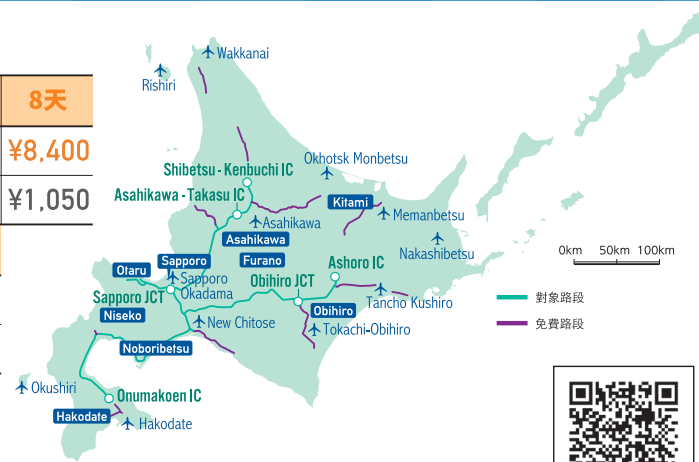 8天
¥8,400
¥1,050
Wakkanai
Rishiri
Okhotsk Monbetsu
Shibetsu - Kenbuchi IC
Asahikawa - Takasu IC
Kitami
Memanbetsu
Asahikawa
Asahikawa
Nakashibetsu
Sapporo
Furano
Otaru
Ashoro IC
Obihiro JCT
Sapporo
Okadama
Sapporo JCT
Tancho Kushiro
Niseko
Obihiro
New Chitose
Tokachi-Obihiro
Noboribetsu
Okushiri
Onumakoen IC
Hakodate
Hakodate
0km 50km 100km
對象路段
免費路段